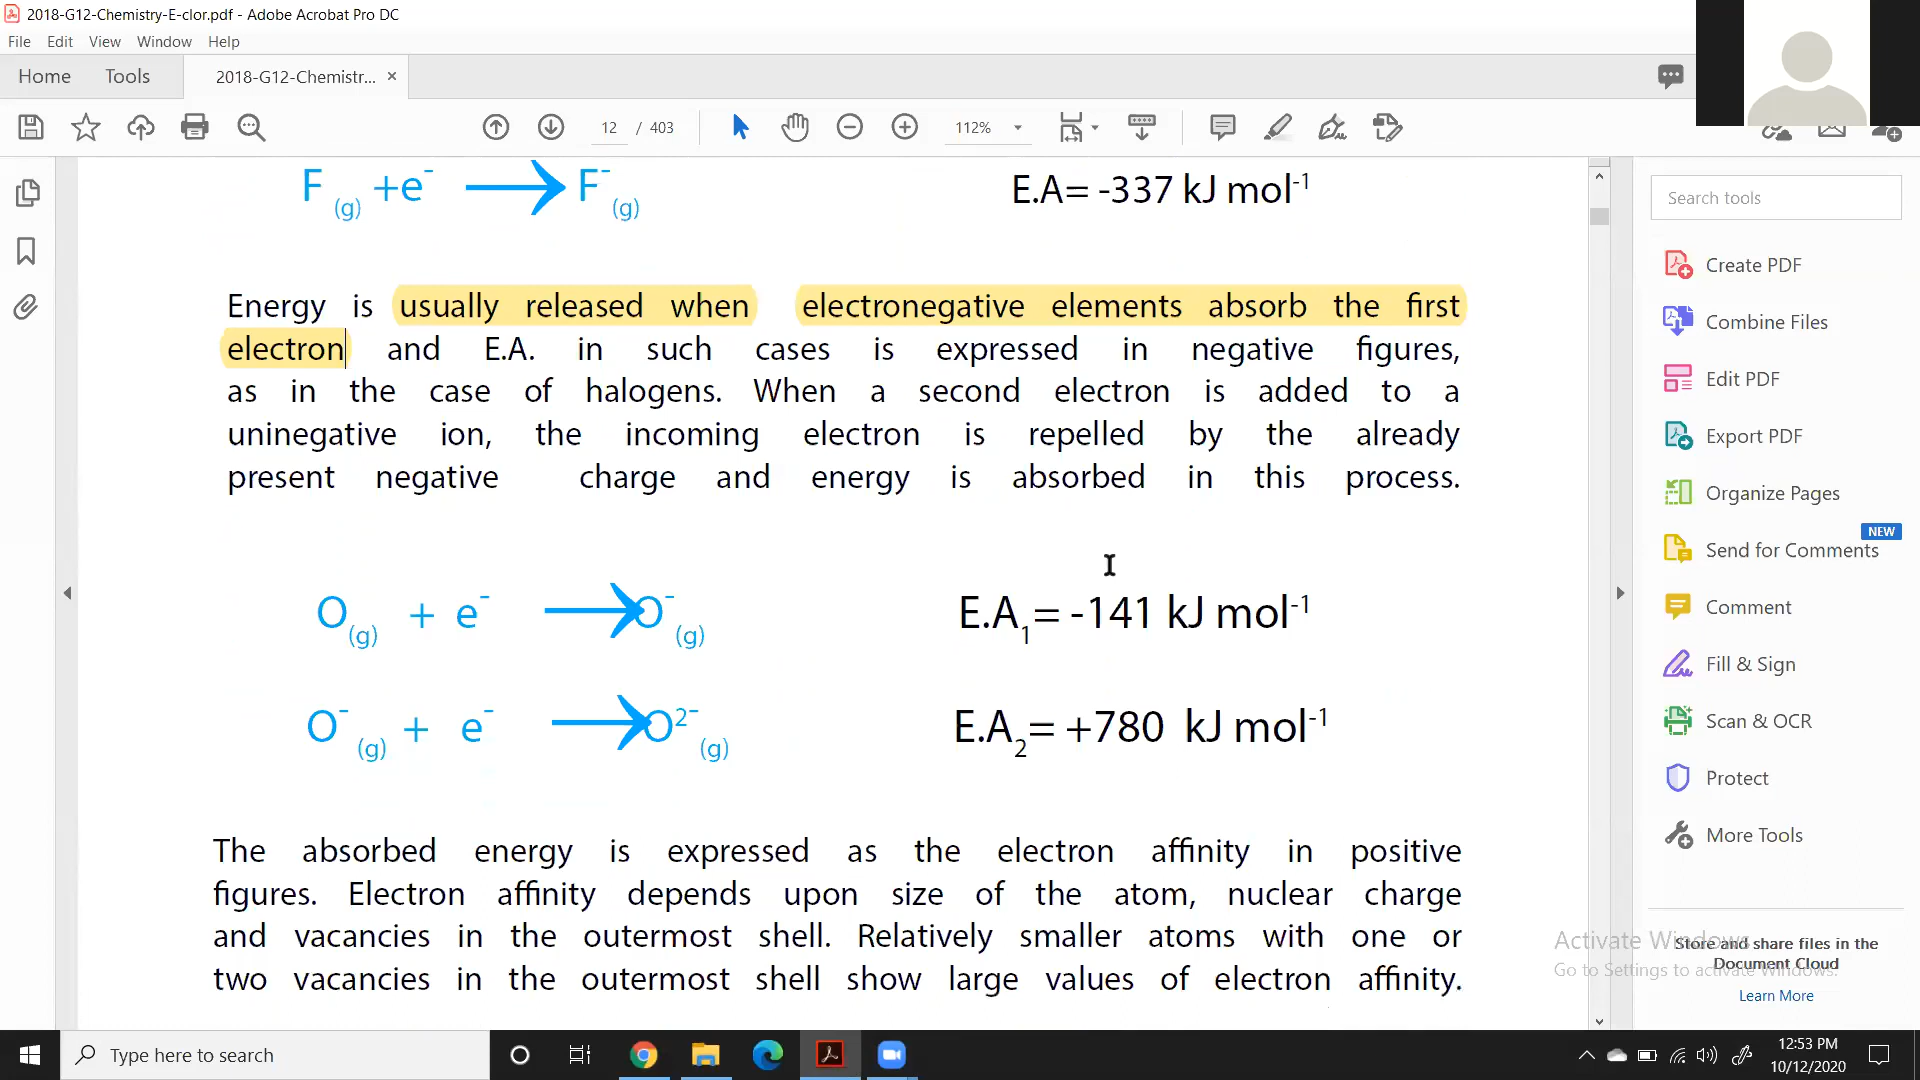 2018-G12-Chemistry-E-clor.pdf - Adobe Acrobat Pro DC
File Edit View Window Help
Home Tools 2018-G12-Chemistr... ×
12 / 403 112%
F (g) +e⁻ → F⁻ (g) E.A= -337 kJ mol⁻¹
Energy is usually released when electronegative elements absorb the first
electron and E.A. in such cases is expressed in negative figures,
as in the case of halogens. When a second electron is added to a
uninegative ion, the incoming electron is repelled by the already
present negative charge and energy is absorbed in this process.
O(g) + e⁻ → O⁻(g) E.A₁= -141 kJ mol⁻¹
O⁻(g) + e⁻ → O²⁻(g) E.A₂= +780 kJ mol⁻¹
The absorbed energy is expressed as the electron affinity in positive
figures. Electron affinity depends upon size of the atom, nuclear charge
and vacancies in the outermost shell. Relatively smaller atoms with one or
two vacancies in the outermost shell show large values of electron affinity.
Search tools
Create PDF
Combine Files
Edit PDF
Export PDF
Organize Pages
NEW
Send for Comments
Comment
Fill & Sign
Scan & OCR
Protect
More Tools
Activate Windows
Go to Settings to activate Windows.
Store and share files in the
Document Cloud
Learn More
Type here to search
12:53 PM
10/12/2020